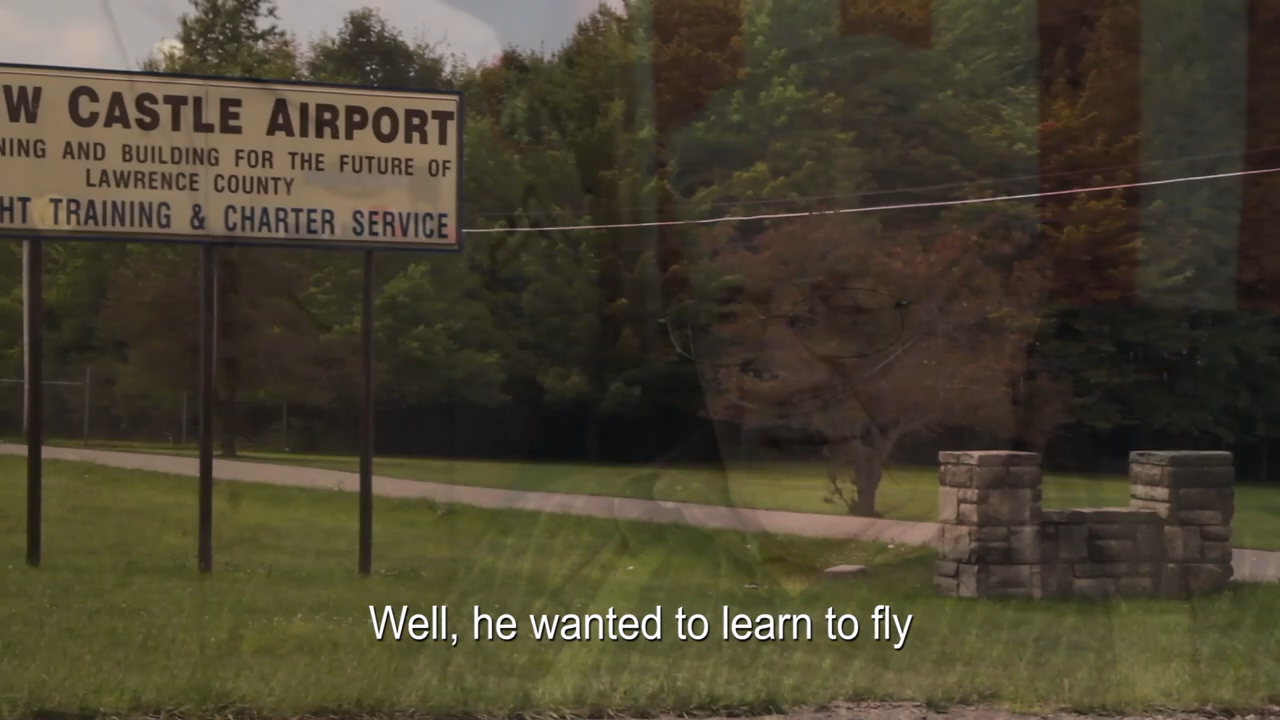 W CASTLE AIRPORT
NING AND BUILDING FOR THE FUTURE OF
LAWRENCE COUNTY
HT TRAINING & CHARTER SERVICE
Well, he wanted to learn to fly